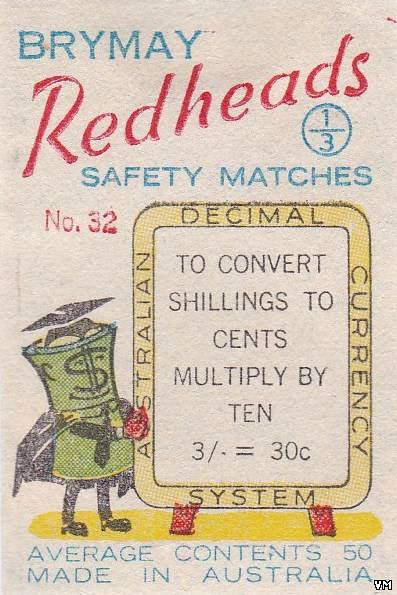 BRYMAY
Redheads
1/3
SAFETY MATCHES
No. 32
DECIMAL
AUSTRALIAN
CURRENCY
SYSTEM
TO CONVERT
SHILLINGS TO
CENTS
MULTIPLY BY
TEN
3/- = 30c
$
AVERAGE CONTENTS 50
MADE IN AUSTRALIA
VM